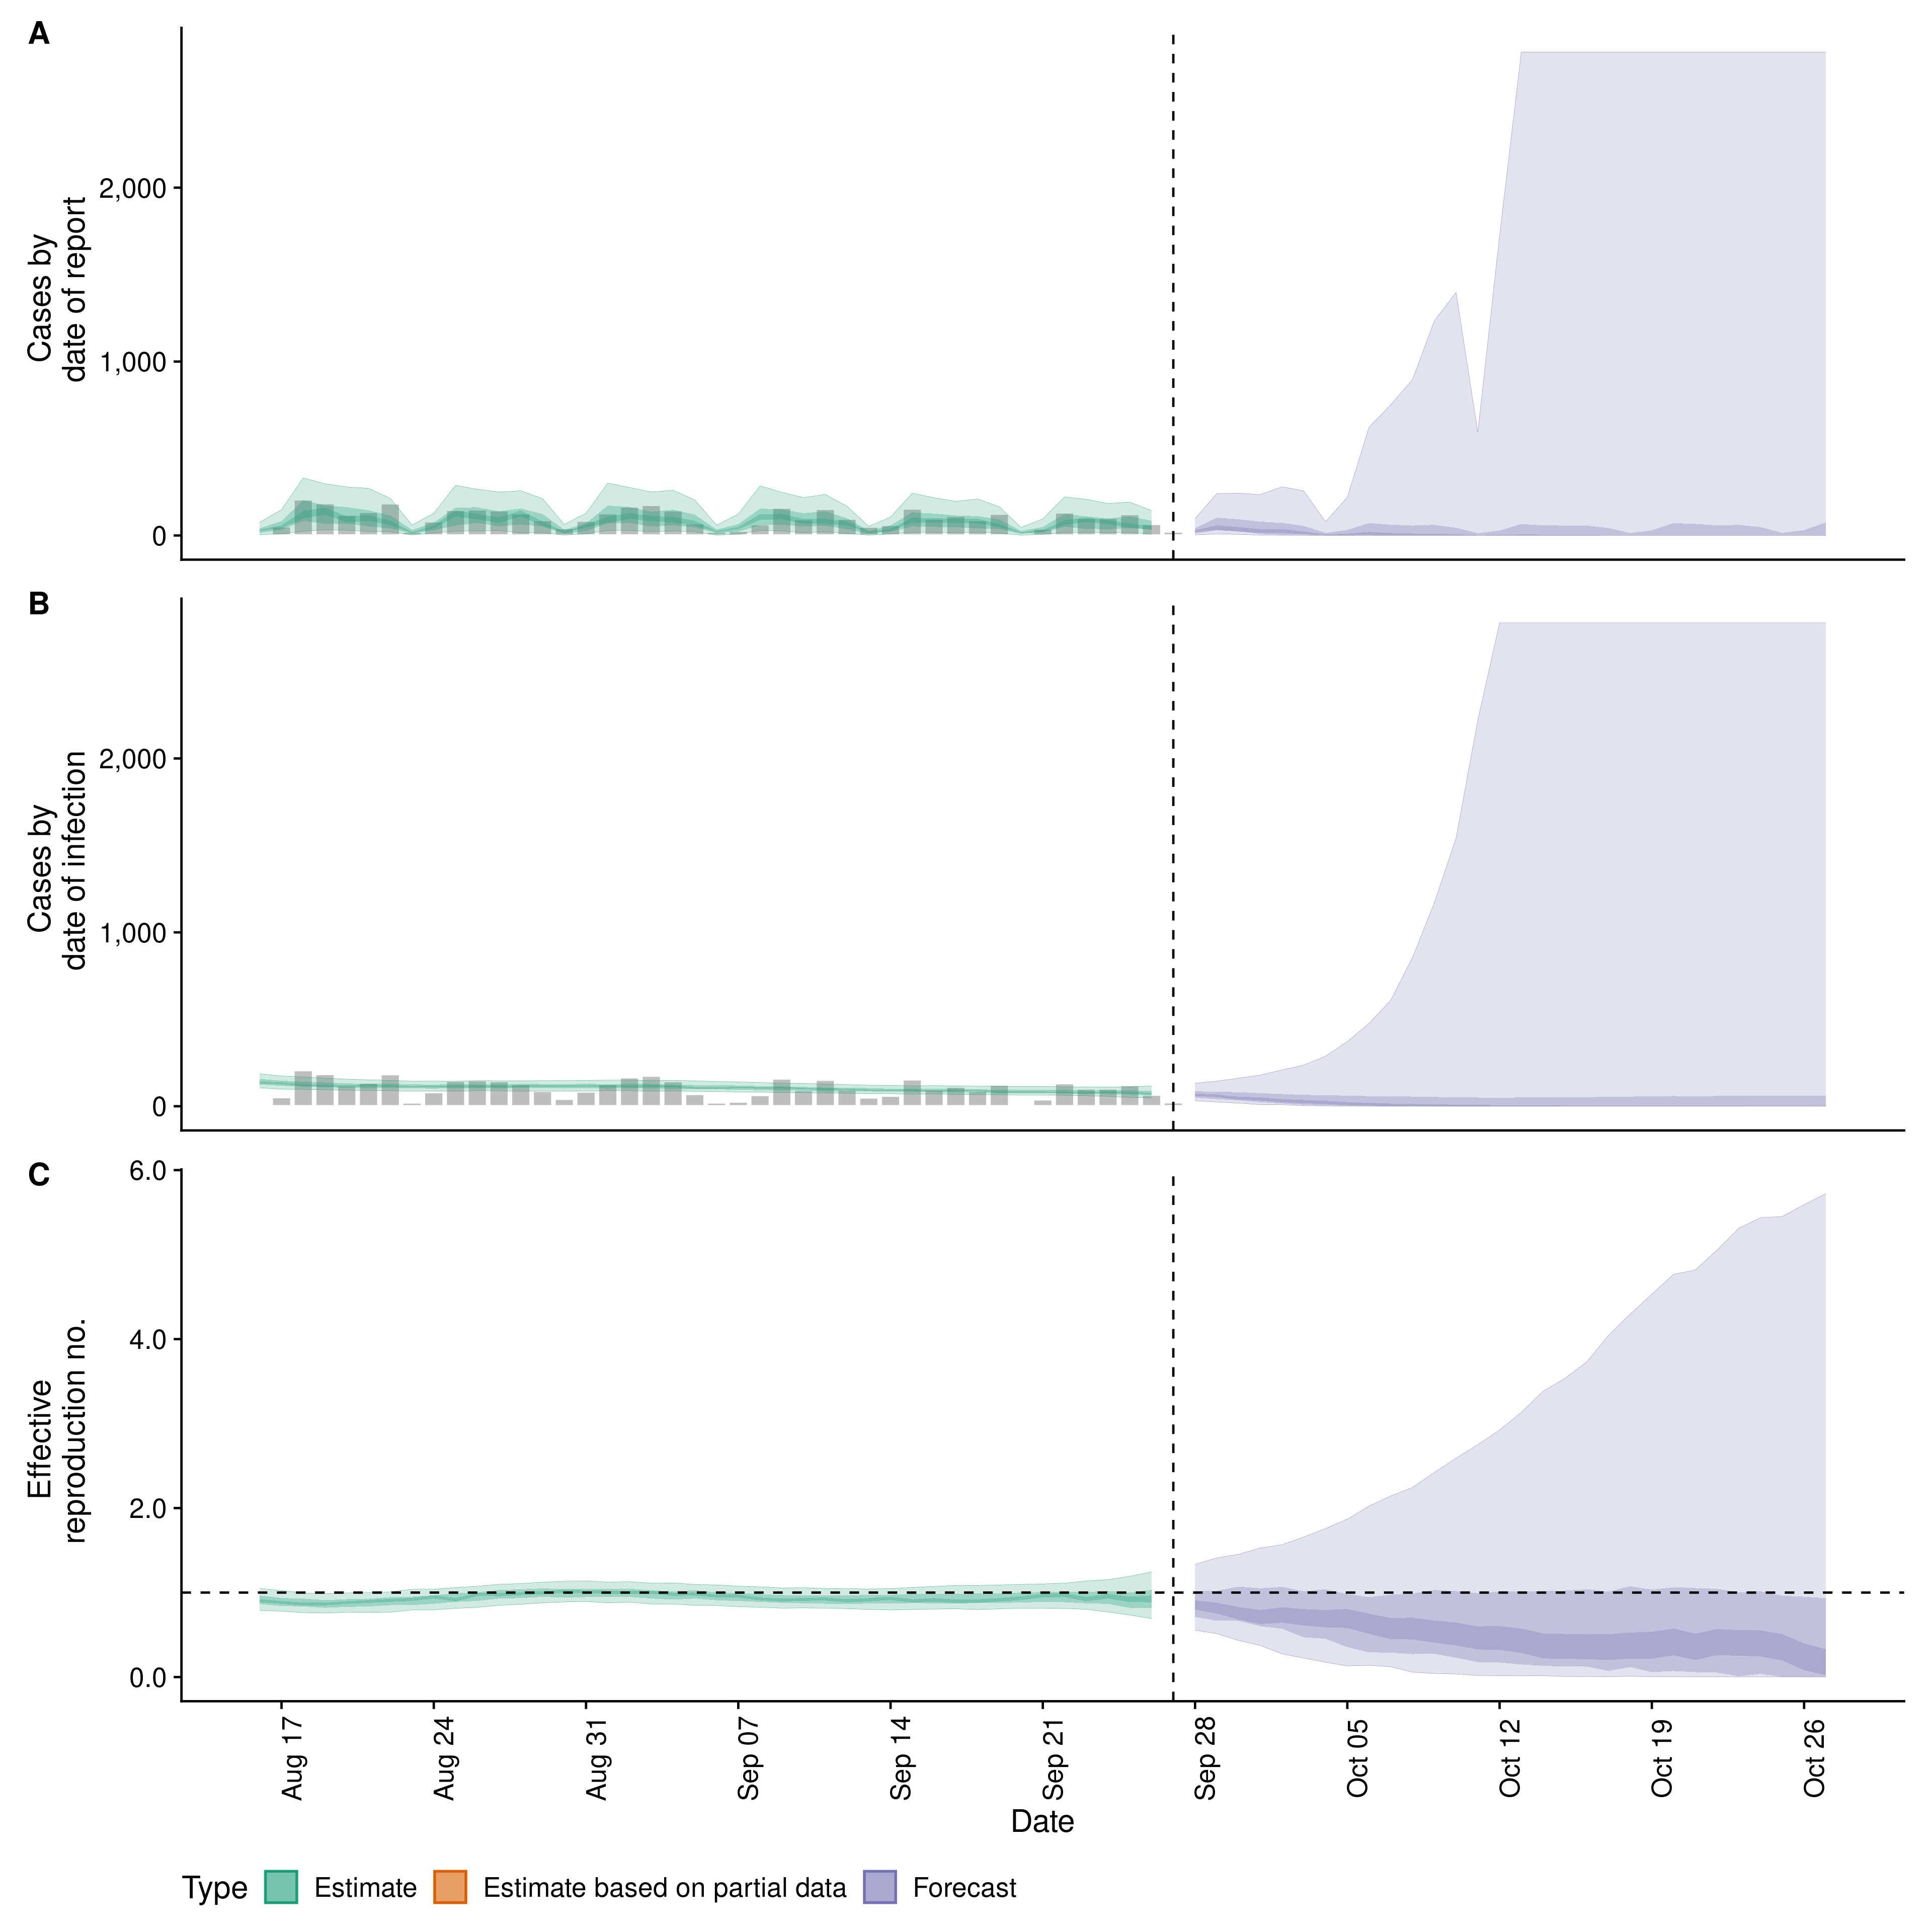 A
Cases by
date of report
2,000
1,000
0
B
Cases by
date of infection
2,000
1,000
0
C
Effective
reproduction no.
6.0
4.0
2.0
0.0
Aug 17
Aug 24
Aug 31
Sep 07
Sep 14
Sep 21
Sep 28
Oct 05
Oct 12
Oct 19
Oct 26
Date
Type Estimate Estimate based on partial data Forecast